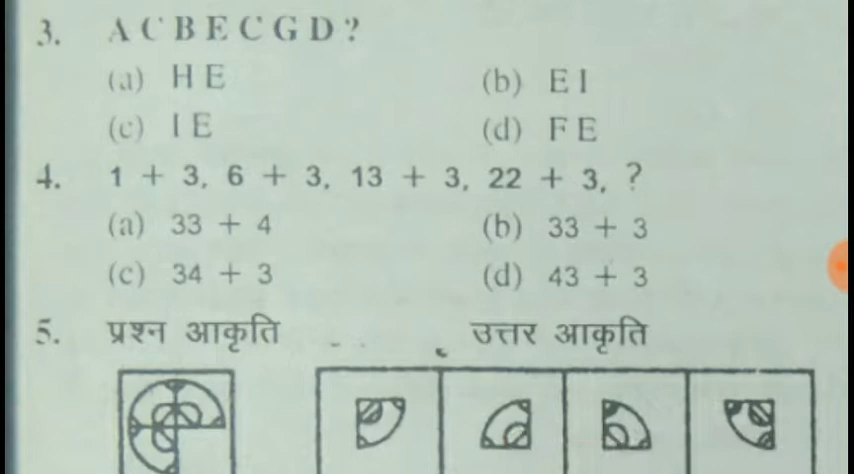 3. A C B E C G D ?
(a) H E (b) E I
(c) I E (d) F E
4. 1 + 3, 6 + 3, 13 + 3, 22 + 3, ?
(a) 33 + 4 (b) 33 + 3
(c) 34 + 3 (d) 43 + 3
5. प्रश्न आकृति उत्तर आकृति